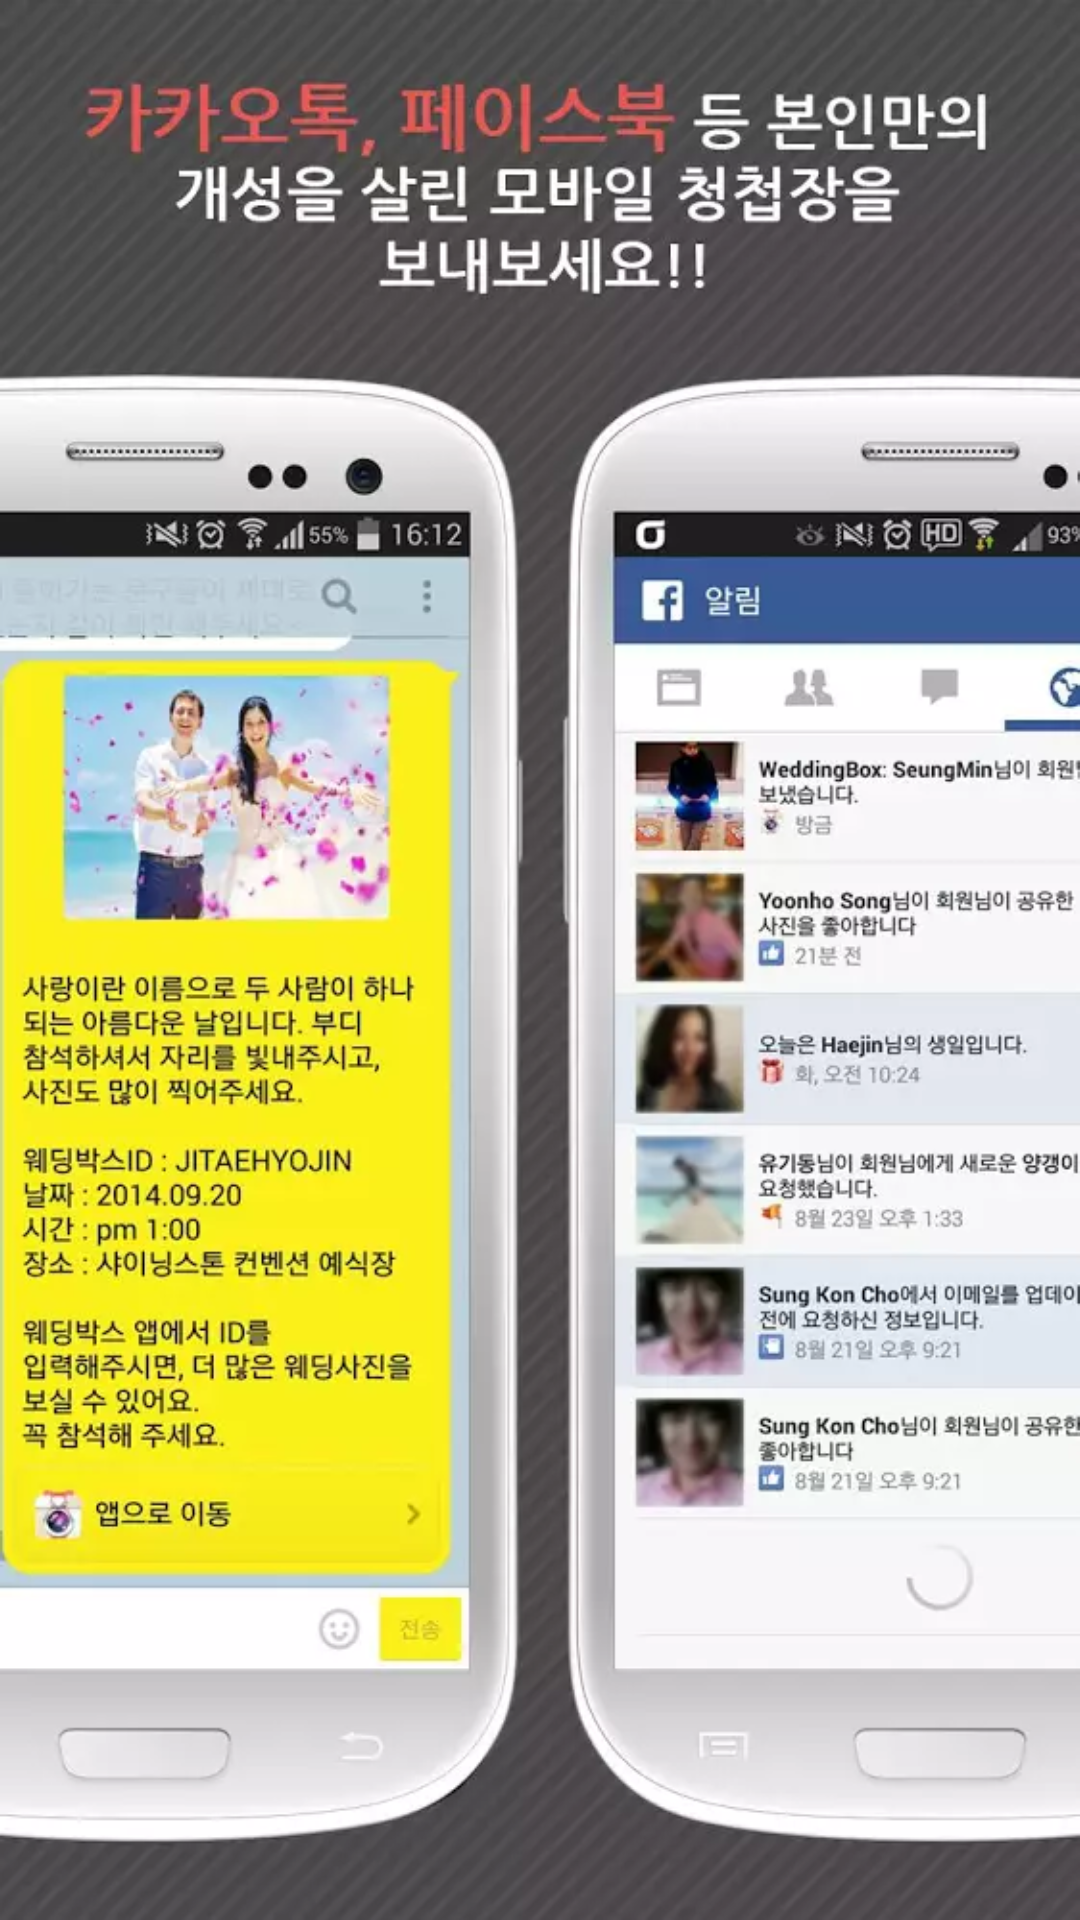 카카오톡, 페이스북 등 본인만의
개성을 살린 모바일 청첩장을
보내보세요!!
55% 16:12
사랑이란 이름으로 두 사람이 하나
되는 아름다운 날입니다. 부디
참석하셔서 자리를 빛내주시고,
사진도 많이 찍어주세요.
웨딩박스ID : JITAEHYOJIN
날짜 : 2014.09.20
시간 : pm 1:00
장소 : 샤이닝스톤 컨벤션 예식장
웨딩박스 앱에서 ID를
입력해주시면, 더 많은 웨딩사진을
보실 수 있어요.
꼭 참석해 주세요.
앱으로 이동
전송
HD 93%
알림
WeddingBox: SeungMin님이
보냈습니다.
방금
Yoonho Song님이 회원님이 공유한
사진을 좋아합니다
21분 전
오늘은 Haejin님의 생일입니다.
화, 오전 10:24
유기동님이 회원님에게 새로운 양갱이
요청했습니다.
8월 23일 오후 1:33
Sung Kon Cho에서 이메일를
전에 요청하신 정보입니다.
8월 21일 오후 9:21
Sung Kon Cho님이 회원님이 공유한
좋아합니다
8월 21일 오후 9:21